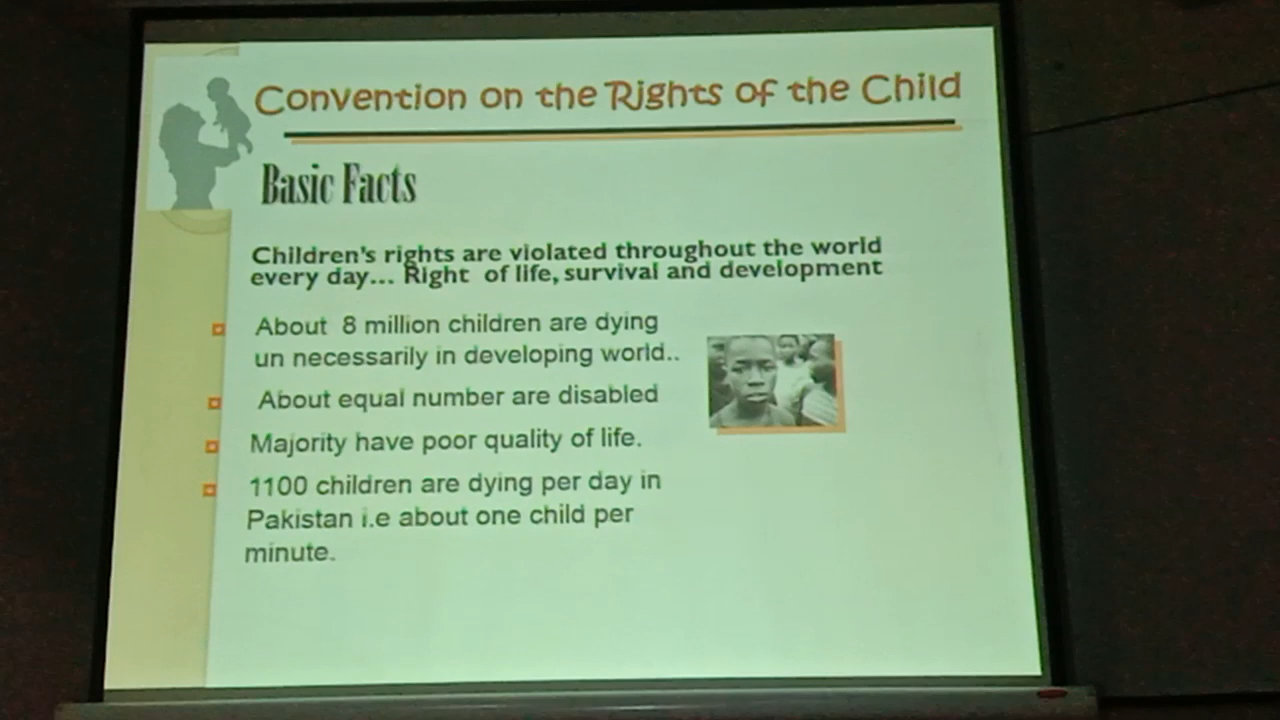 Convention on the Rights of the Child
Basic Facts
Children's rights are violated throughout the world
every day... Right of life, survival and development
About 8 million children are dying
un necessarily in developing world..
About equal number are disabled
Majority have poor quality of life.
1100 children are dying per day in
Pakistan i.e about one child per
minute.